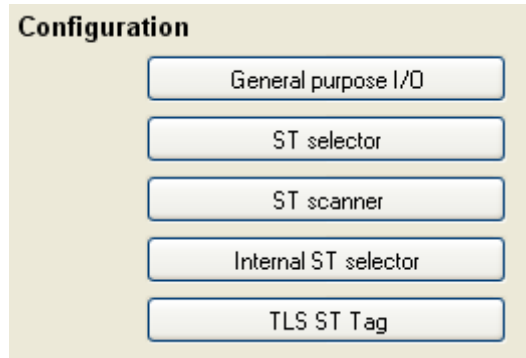 Configuration
General purpose I/O
ST selector
ST scanner
Internal ST selector
TLS ST Tag